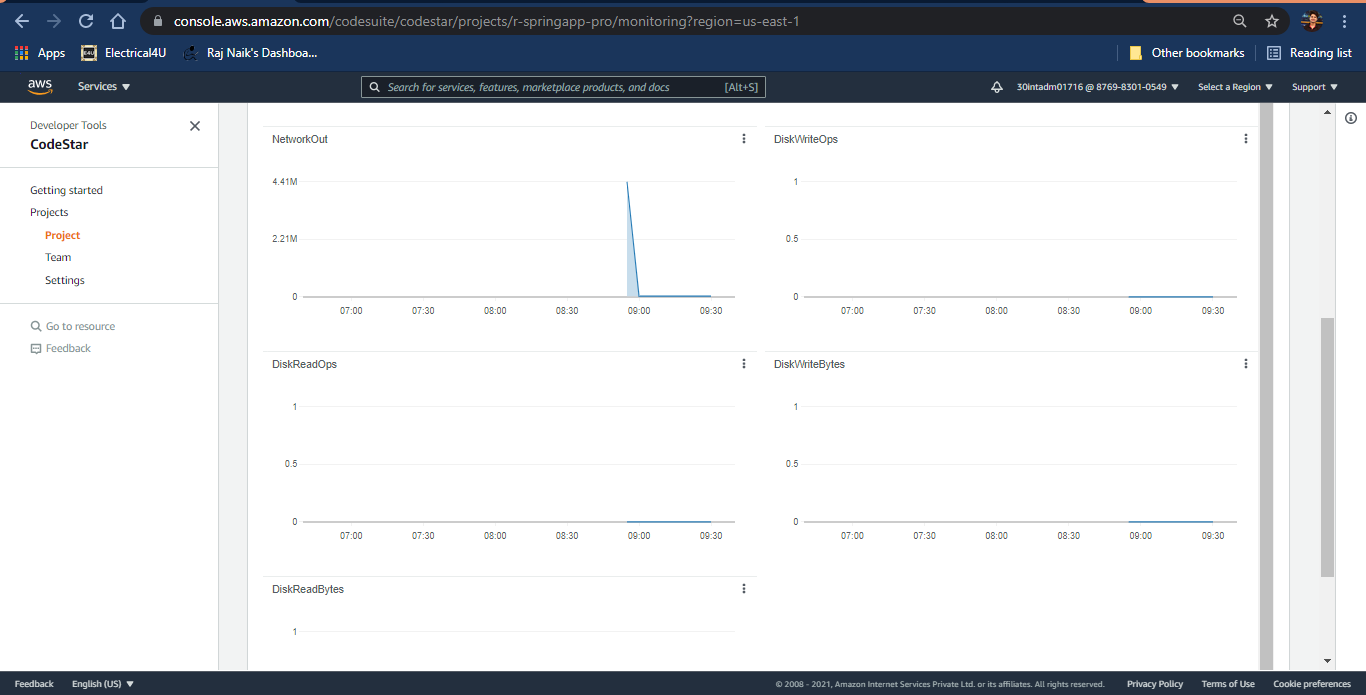 console.aws.amazon.com/codesuite/codestar/projects/r-springapp-pro/monitoring?region=us-east-1
Apps Electrical4U Raj Naik's Dashboa... Other bookmarks Reading list
aws Services Search for services, features, marketplace products, and docs [Alt+S] 30intadm01716 @ 8769-8301-0549 Select a Region Support
Developer Tools
CodeStar
Getting started
Projects
Project
Team
Settings
Go to resource
Feedback
NetworkOut
4.41M
2.21M
0
07:00 07:30 08:00 08:30 09:00 09:30
DiskWriteOps
1
0.5
0
07:00 07:30 08:00 08:30 09:00 09:30
DiskReadOps
1
0.5
0
07:00 07:30 08:00 08:30 09:00 09:30
DiskWriteBytes
1
0.5
0
07:00 07:30 08:00 08:30 09:00 09:30
DiskReadBytes
1
Feedback English (US) © 2008 - 2021, Amazon Internet Services Private Ltd. or its affiliates. All rights reserved. Privacy Policy Terms of Use Cookie preferences